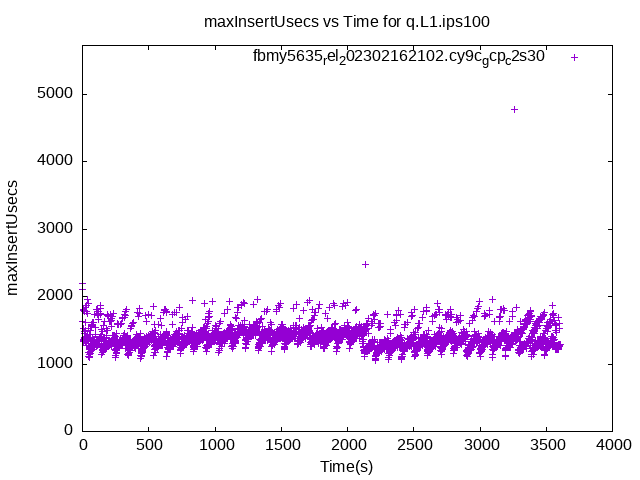 maxInsertUsecs vs Time for q.L1.ips100
fbmy5635rel202302162102.cy9cgcpc2s30
5000
4000
3000
2000
1000
0
maxInsertUsecs
0 500 1000 1500 2000 2500 3000 3500 4000
Time(s)